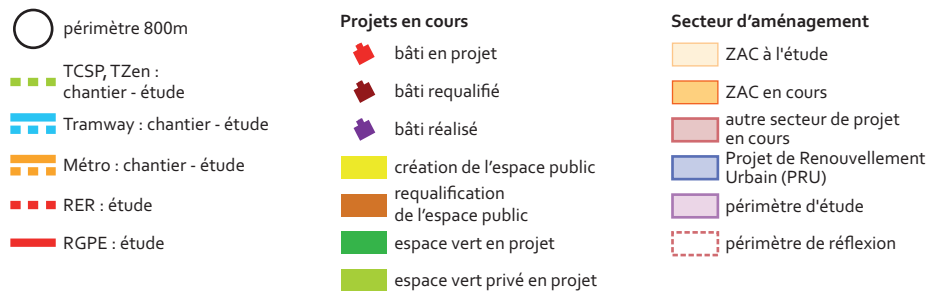 périmètre 800m
TCSP, TZen :
chantier - étude
Tramway : chantier - étude
Métro : chantier - étude
RER : étude
RGPE : étude
Projets en cours
bâti en projet
bâti requalifié
bâti réalisé
création de l'espace public
requalification
de l'espace public
espace vert en projet
espace vert privé en projet
Secteur d'aménagement
ZAC à l'étude
ZAC en cours
autre secteur de projet
en cours
Projet de Renouvellement
Urbain (PRU)
périmètre d'étude
périmètre de réflexion